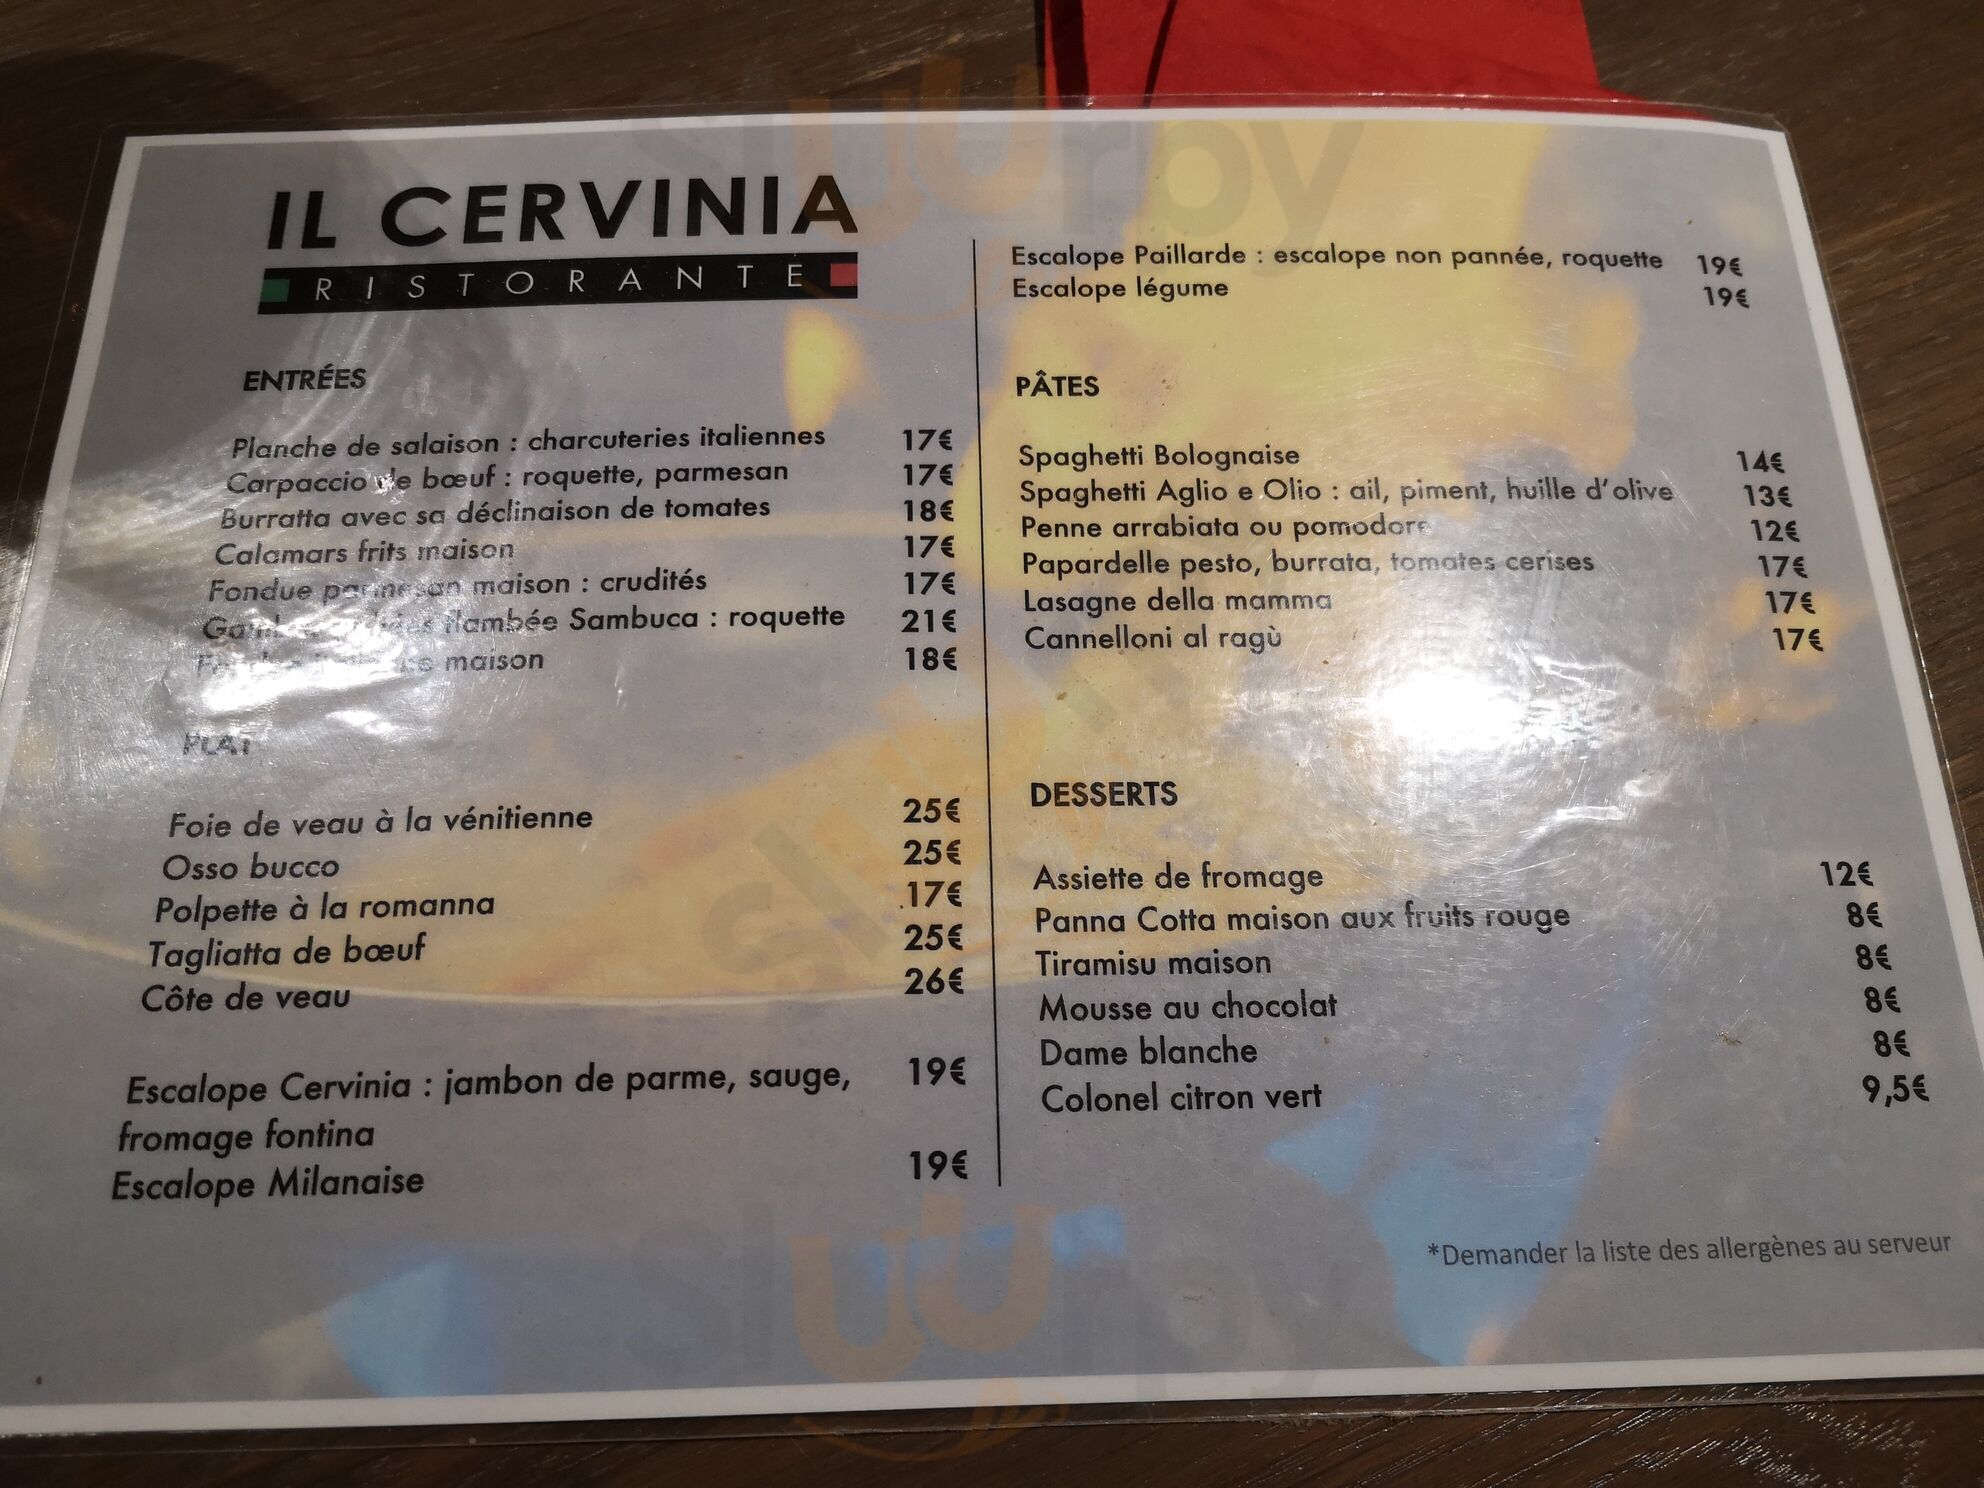 IL CERVINIA
RISTORANTE
ENTRÉES
Planche de salaison : charcuteries italiennes 17€
Carpaccio de bœuf : roquette, parmesan 17€
Burratta avec sa déclinaison de tomates 18€
Calamars frits maison 17€
Fondue parmesan maison : crudités 17€
flambée Sambuca : roquette 21€
maison 18€
PLAT
Foie de veau à la vénitienne 25€
Osso bucco 25€
Polpette à la romanna .17€
Tagliatta de bœuf 25€
Côte de veau 26€
Escalope Cervinia : jambon de parme, sauge, 19€
fromage fontina
Escalope Milanaise 19€
Escalope Paillarde : escalope non pannée, roquette 19€
Escalope légume 19€
PÂTES
Spaghetti Bolognaise 14€
Spaghetti Aglio e Olio : ail, piment, huille d'olive 13€
Penne arrabiata ou pomodore 12€
Papardelle pesto, burrata, tomates cerises 17€
Lasagne della mamma 17€
Cannelloni al ragù 17€
DESSERTS
Assiette de fromage 12€
Panna Cotta maison aux fruits rouge 8€
Tiramisu maison 8€
Mousse au chocolat 8€
Dame blanche 8€
Colonel citron vert 9,5€
*Demander la liste des allergènes au serveur
sluurpy
sluurpy
sluurpy